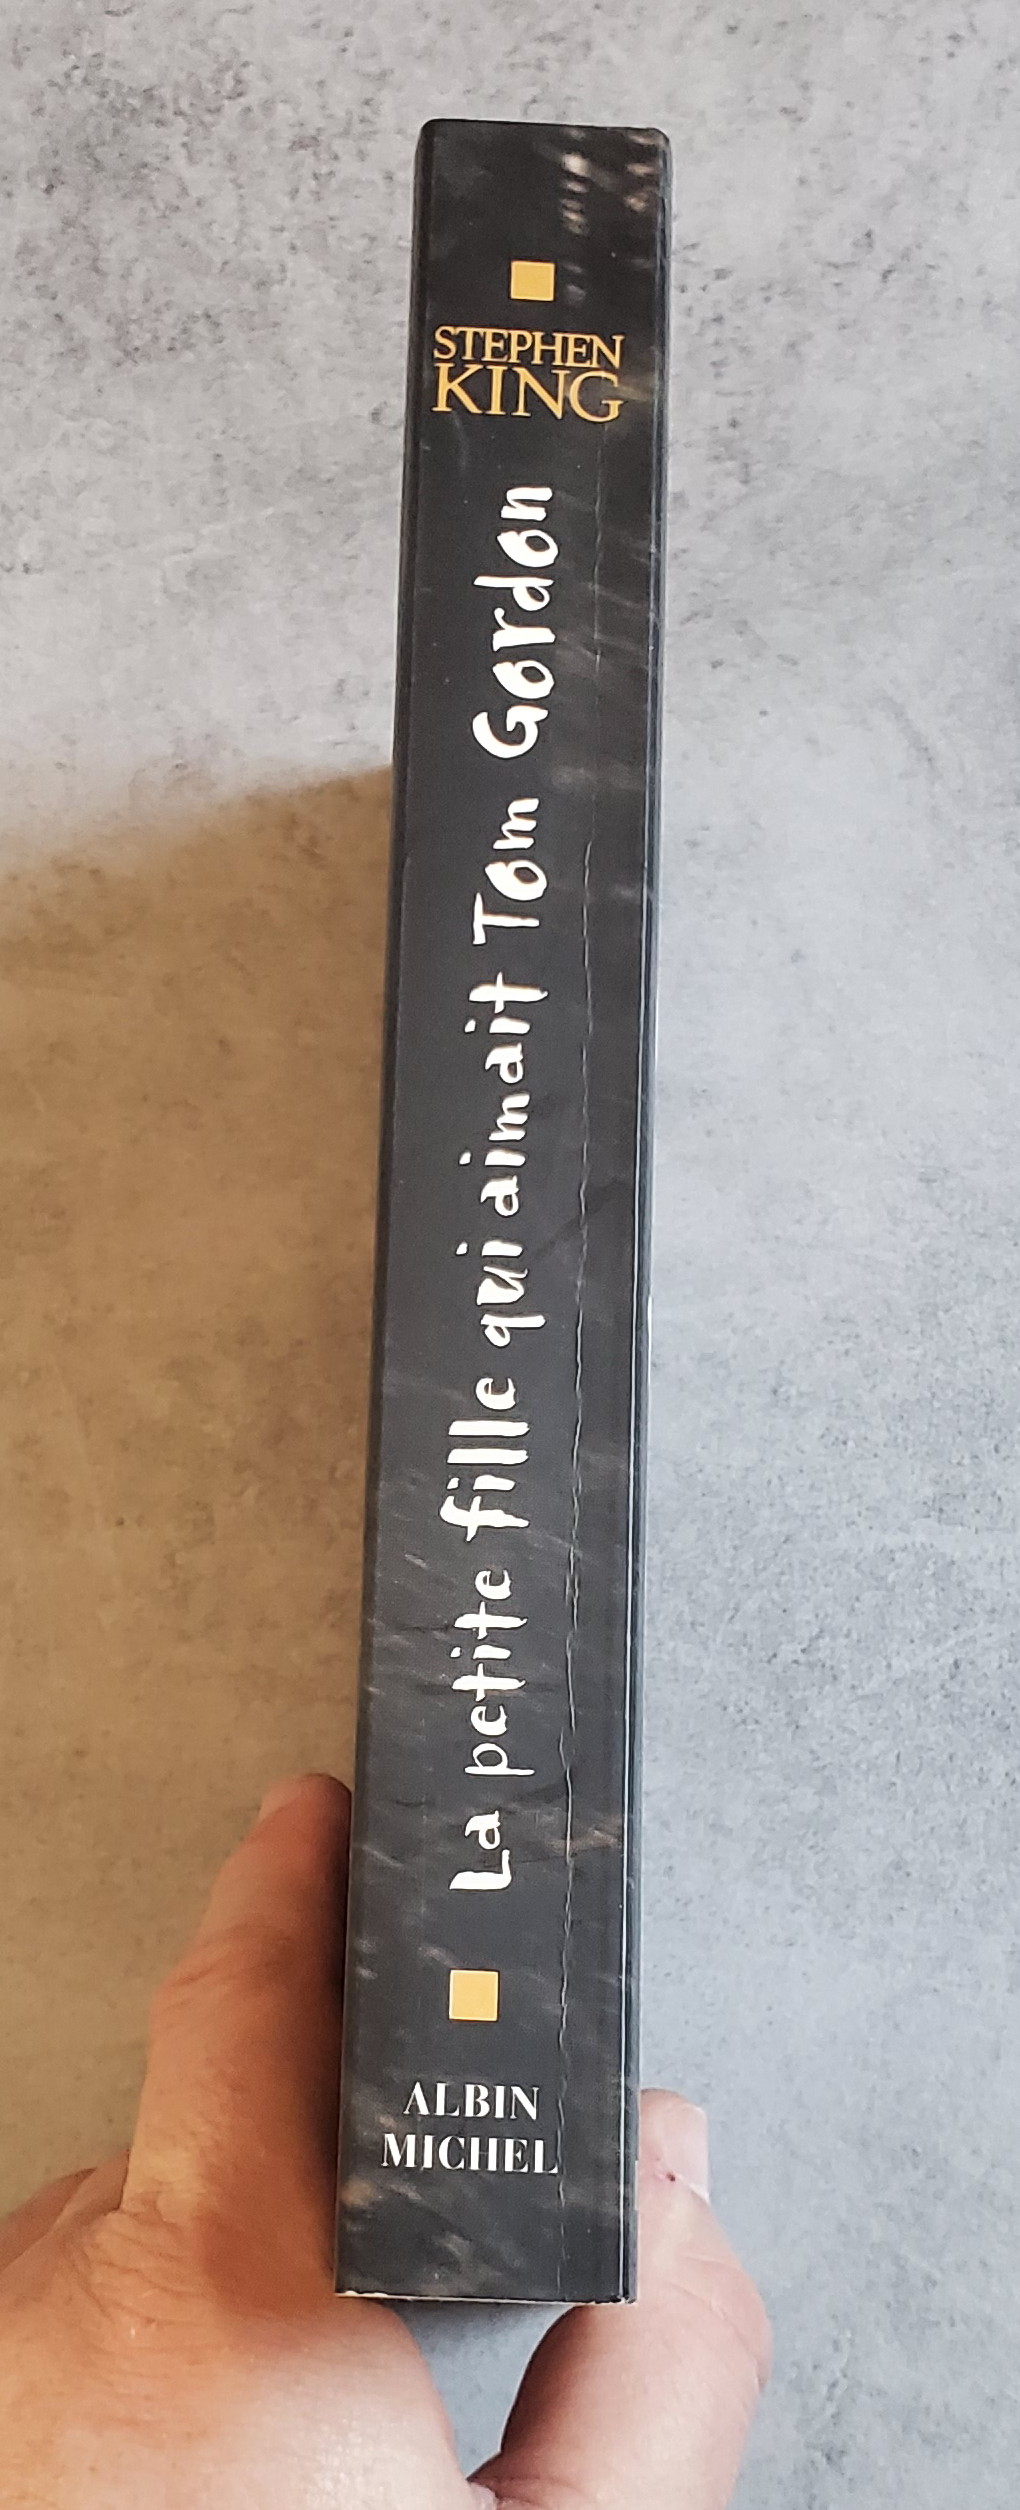 STEPHEN
KING
La petite fille qui aimait Tom Gordon
ALBIN
MICHEL